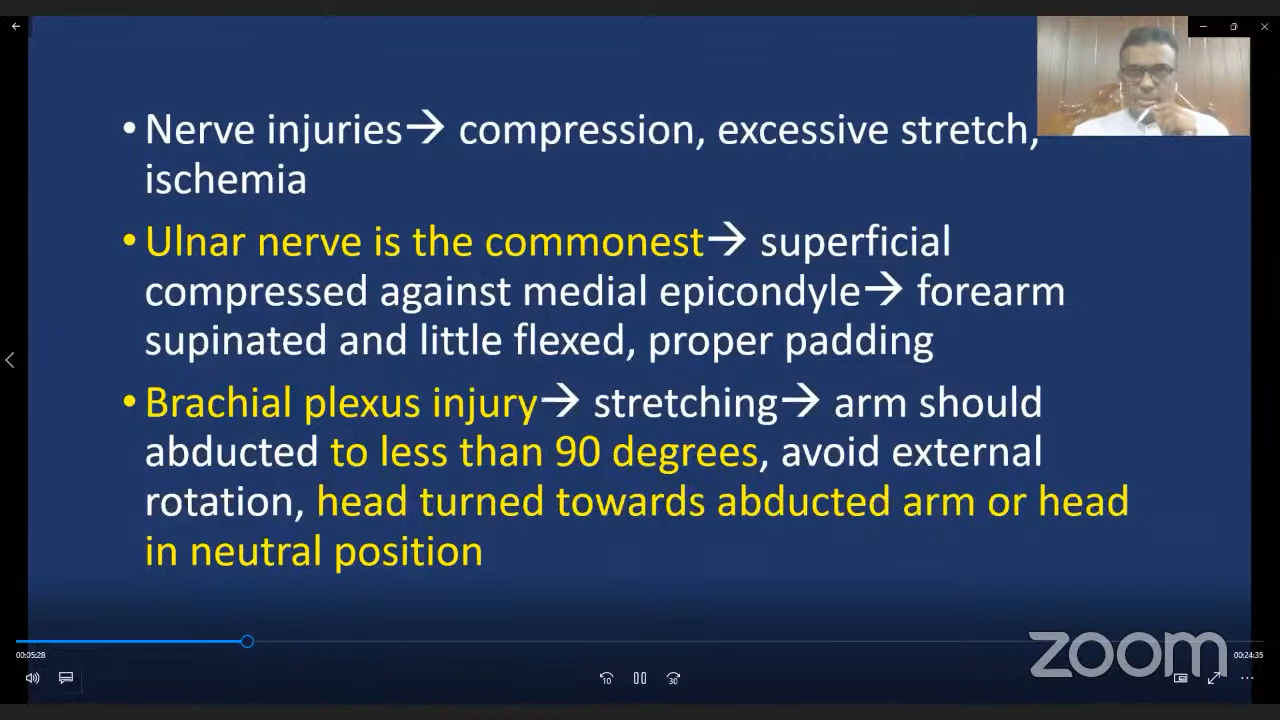 • Nerve injuries→ compression, excessive stretch,
ischemia
• Ulnar nerve is the commonest→ superficial
compressed against medial epicondyle→ forearm
supinated and little flexed, proper padding
• Brachial plexus injury→ stretching→ arm should
abducted to less than 90 degrees, avoid external
rotation, head turned towards abducted arm or head
in neutral position
zoom
00:05:28
00:24:35
10
30